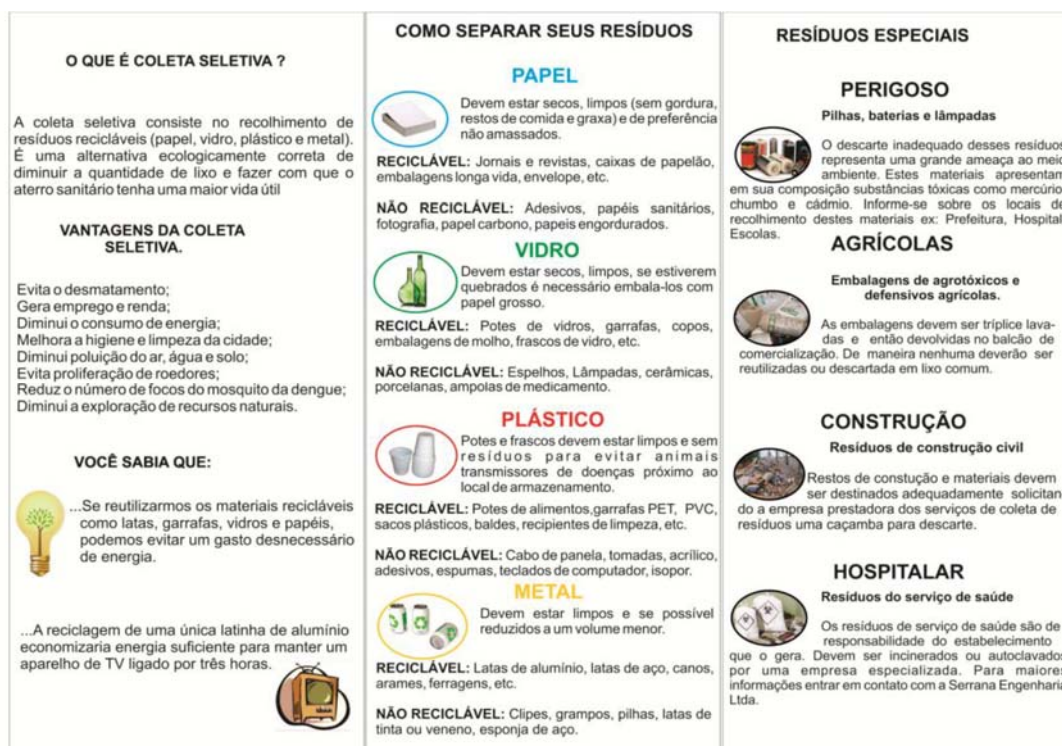 O QUE É COLETA SELETIVA ?
A coleta seletiva consiste no recolhimento de
resíduos recicláveis (papel, vidro, plástico e metal).
É uma alternativa ecologicamente correta de
diminuir a quantidade de lixo e fazer com que o
aterro sanitário tenha uma maior vida útil
VANTAGENS DA COLETA
SELETIVA.
Evita o desmatamento;
Gera emprego e renda;
Diminui o consumo de energia;
Melhora a higiene e limpeza da cidade;
Diminui poluição do ar, água e solo;
Evita proliferação de roedores;
Reduz o número de focos do mosquito da dengue;
Diminui a exploração de recursos naturais.
VOCÊ SABIA QUE:
...Se reutilizarmos os materiais recicláveis
como latas, garrafas, vidros e papéis,
podemos evitar um gasto desnecessário
de energia.
...A reciclagem de uma única latinha de alumínio
economizaria energia suficiente para manter um
aparelho de TV ligado por três horas.
COMO SEPARAR SEUS RESÍDUOS
PAPEL
Devem estar secos, limpos (sem gordura,
restos de comida e graxa) e de preferência
não amassados.
RECICLÁVEL: Jornais e revistas, caixas de papelão,
embalagens longa vida, envelope, etc.
NÃO RECICLÁVEL: Adesivos, papéis sanitários,
fotografia, papel carbono, papeis engordurados.
VIDRO
Devem estar secos, limpos, se estiverem
quebrados é necessário embala-los com
papel grosso.
RECICLÁVEL: Potes de vidros, garrafas, copos,
embalagens de molho, frascos de vidro, etc.
NÃO RECICLÁVEL: Espelhos, Lâmpadas, cerâmicas,
porcelanas, ampolas de medicamento.
PLÁSTICO
Potes e frascos devem estar limpos e sem
resíduos para evitar animais
transmissores de doenças próximo ao
local de armazenamento.
RECICLÁVEL: Potes de alimentos,garrafas PET, PVC,
sacos plásticos, baldes, recipientes de limpeza, etc.
NÃO RECICLÁVEL: Cabo de panela, tomadas, acrílico,
adesivos, espumas, teclados de computador, isopor.
METAL
Devem estar limpos e se possível
reduzidos a um volume menor.
RECICLÁVEL: Latas de alumínio, latas de aço, canos,
arames, ferragens, etc.
NÃO RECICLÁVEL: Clipes, grampos, pilhas, latas de
tinta ou veneno, esponja de aço.
RESÍDUOS ESPECIAIS
PERIGOSO
Pilhas, baterias e lâmpadas
O descarte inadequado desses resíduos
representa uma grande ameaça ao meio
ambiente. Estes materiais apresentam
em sua composição substâncias tóxicas como mercúrio,
chumbo e cádmio. Informe-se sobre os locais de
recolhimento destes materiais ex: Prefeitura, Hospital
Escolas.
AGRÍCOLAS
Embalagens de agrotóxicos e
defensivos agrícolas.
As embalagens devem ser tríplice lava-
das e então devolvidas no balcão de
comercialização. De maneira nenhuma deverão ser
reutilizadas ou descartada em lixo comum.
CONSTRUÇÃO
Resíduos de construção civil
Restos de constução e materiais devem
ser destinados adequadamente solicitan
do a empresa prestadora dos serviços de coleta de
resíduos uma caçamba para descarte.
HOSPITALAR
Resíduos do serviço de saúde
Os resíduos de serviço de saúde são de
responsabilidade do estabelecimento
que o gera. Devem ser incinerados ou autoclavados
por uma empresa especializada. Para maiores
informações entrar em contato com a Serrana Engenharia
Ltda.